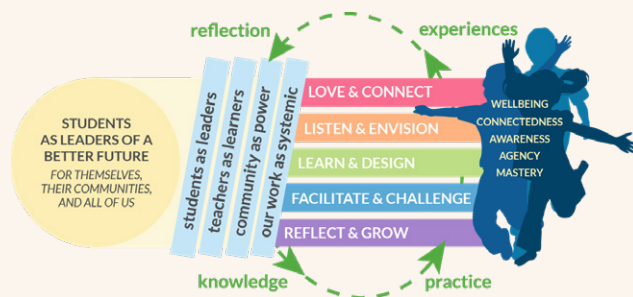 reflection
experiences
STUDENTS
AS LEADERS OF A
BETTER FUTURE
FOR THEMSELVES,
THEIR COMMUNITIES,
AND ALL OF US
students as leaders
teachers as learners
community as power
our work as systemic
LOVE & CONNECT
LISTEN & ENVISION
LEARN & DESIGN
FACILITATE & CHALLENGE
REFLECT & GROW
WELLBEING
CONNECTEDNESS
AWARENESS
AGENCY
MASTERY
knowledge
practice